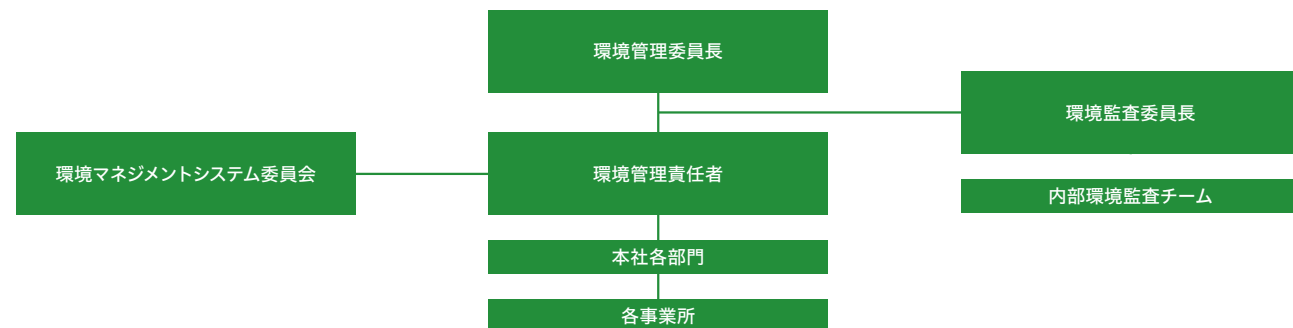 環境管理委員長
環境監査委員長
環境マネジメントシステム委員会
環境管理責任者
内部環境監査チーム
本社各部門
各事業所